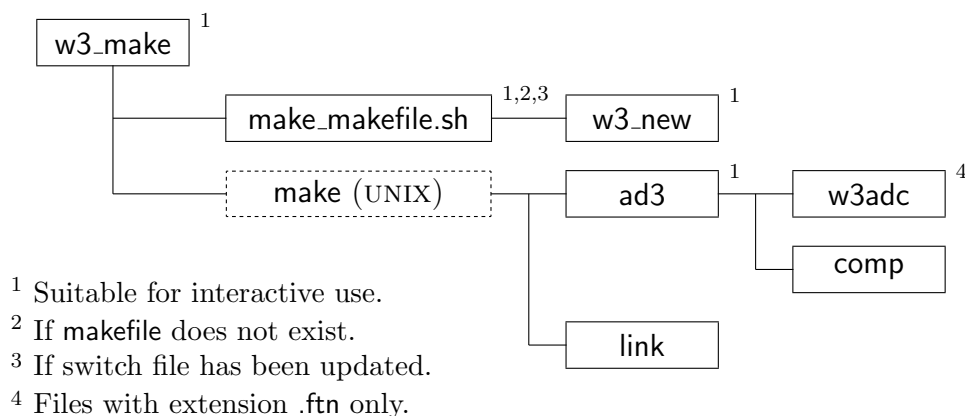 w3_make 1
make_makefile.sh 1,2,3 w3_new 1
make (UNIX) ad3 1 w3adc 4
comp
link
1 Suitable for interactive use.
2 If makefile does not exist.
3 If switch file has been updated.
4 Files with extension .ftn only.